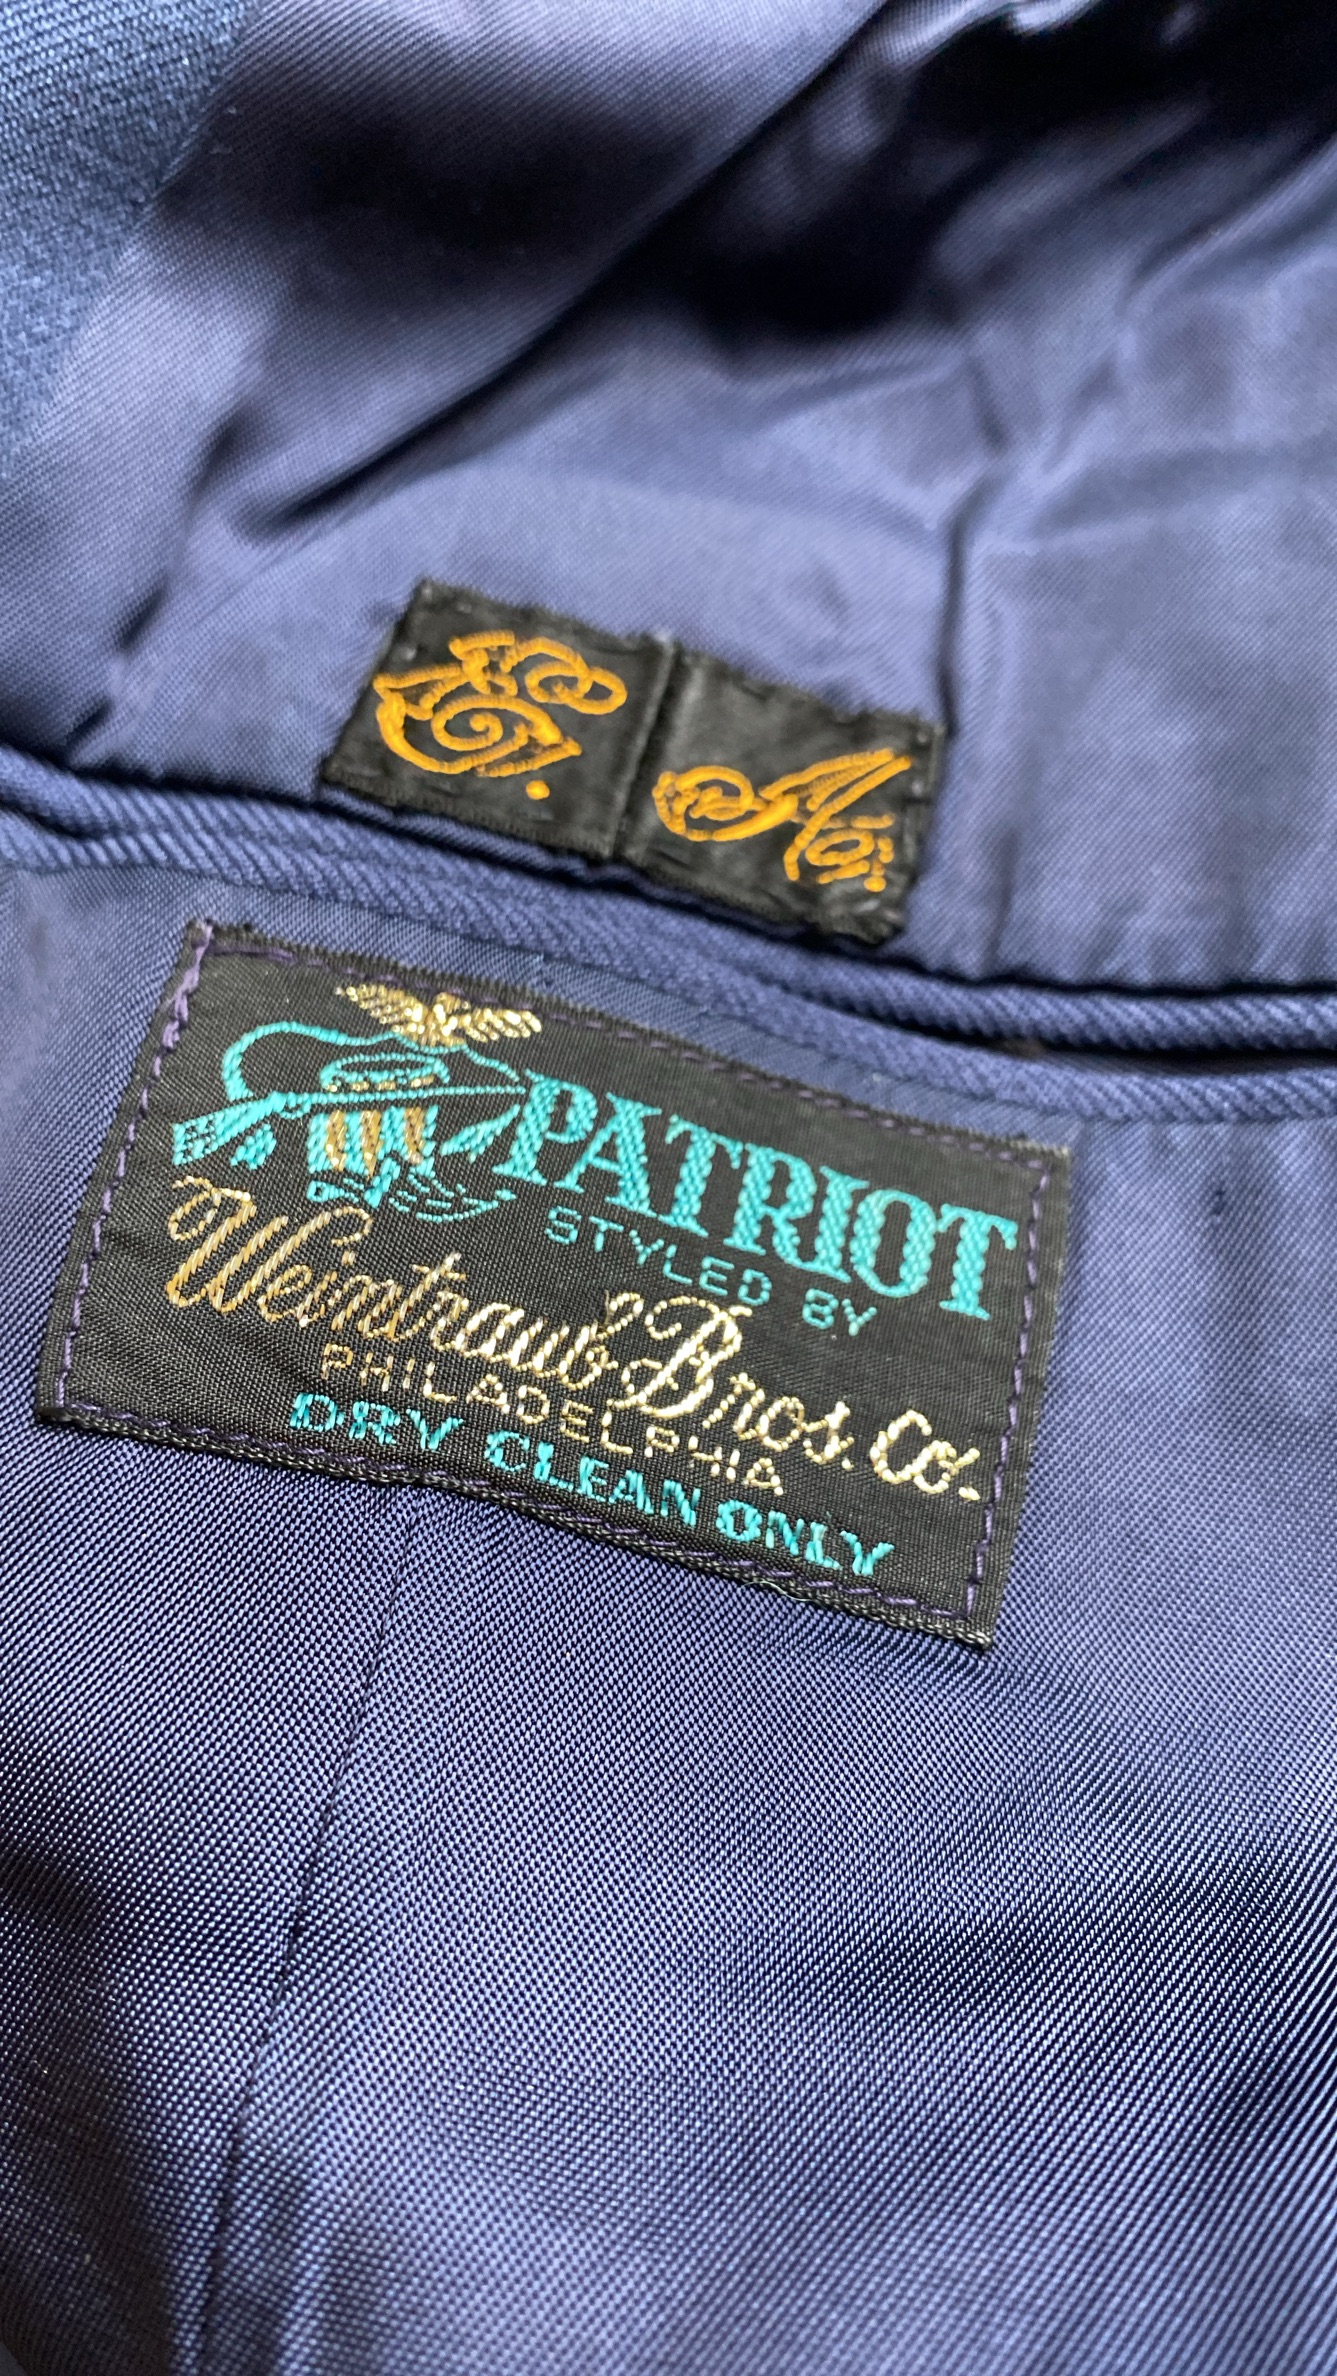 E. A.
PATRIOT
STYLED BY
Weintraub Bros. Co.
PHILADELPHIA
DRY CLEAN ONLY